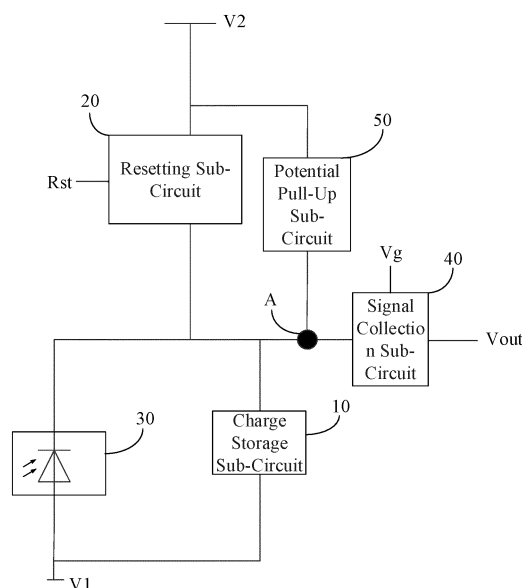 V2
20
50
Resetting Sub-
Circuit
Rst
Potential
Pull-Up
Sub-
Circuit
Vg
40
A
Signal
Collectio
n Sub-
Circuit
Vout
30
10
Charge
Storage
Sub-Circuit
V1